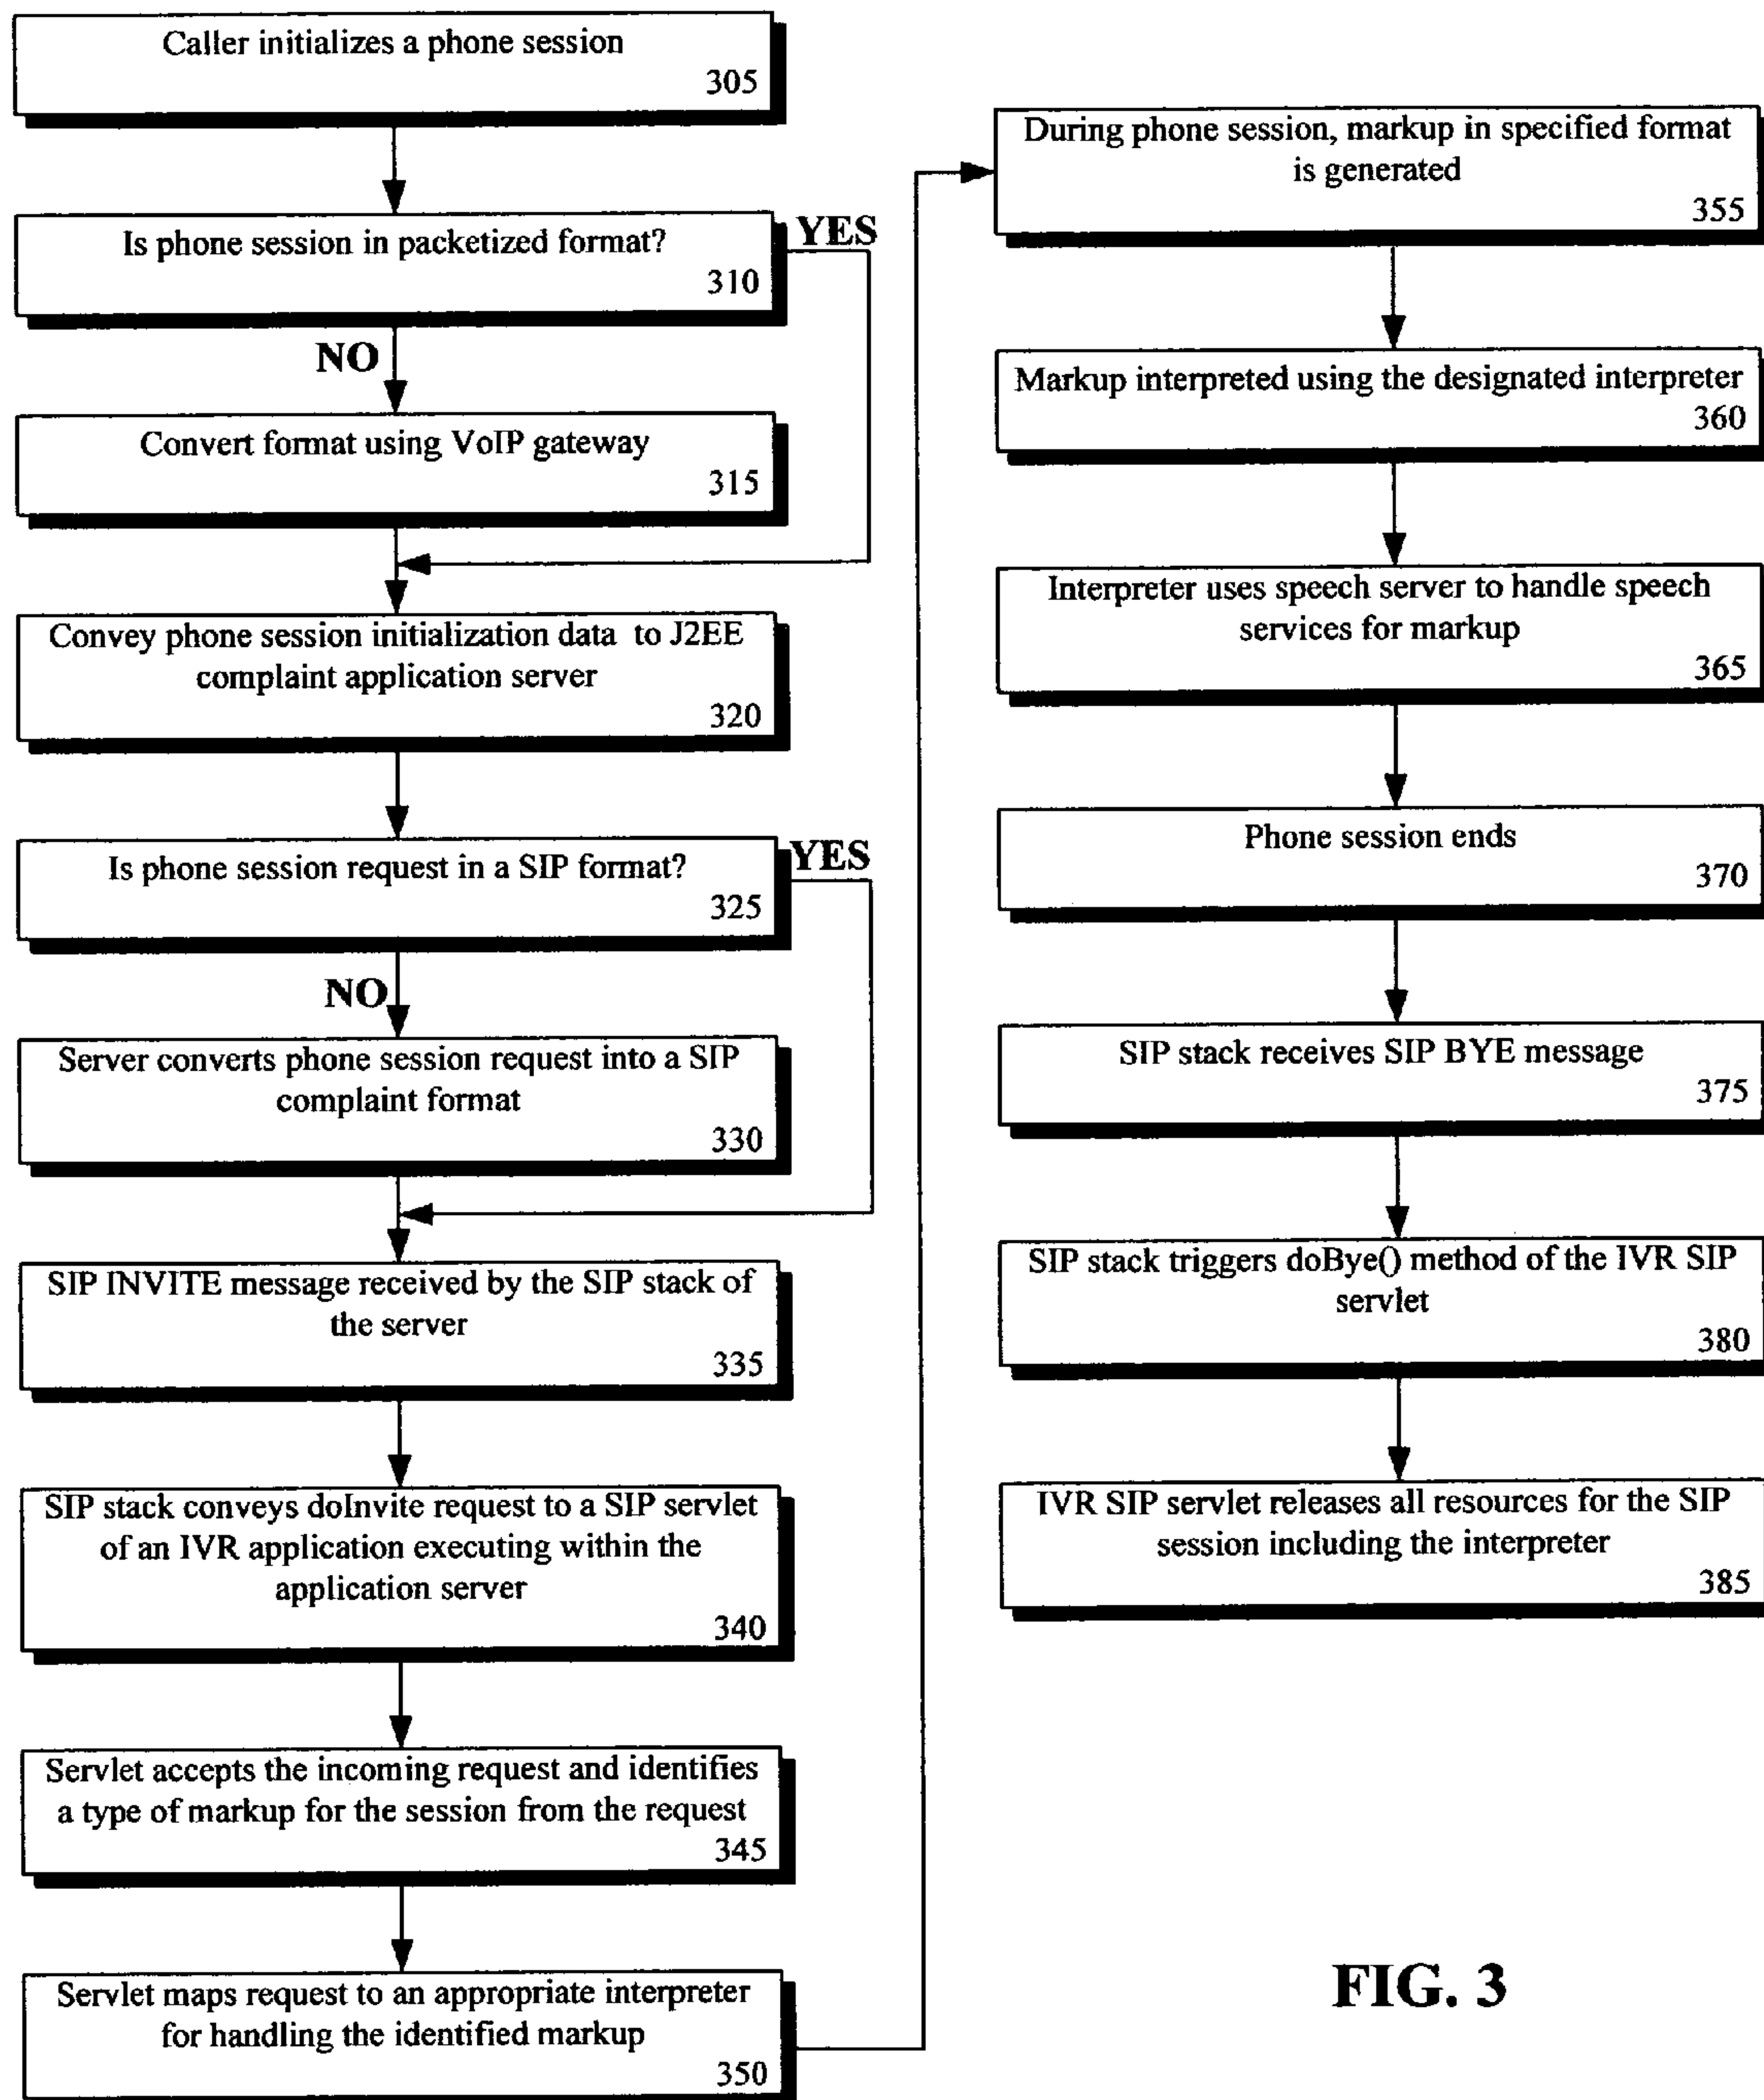 Caller initializes a phone session
305
Is phone session in packetized format?
310
YES
NO
Convert format using VoIP gateway
315
Convey phone session initialization data to J2EE
complaint application server
320
Is phone session request in a SIP format?
325
YES
NO
Server converts phone session request into a SIP
complaint format
330
SIP INVITE message received by the SIP stack of
the server
335
SIP stack conveys doInvite request to a SIP servlet
of an IVR application executing within the
application server
340
Servlet accepts the incoming request and identifies
a type of markup for the session from the request
345
Servlet maps request to an appropriate interpreter
for handling the identified markup
350
During phone session, markup in specified format
is generated
355
Markup interpreted using the designated interpreter
360
Interpreter uses speech server to handle speech
services for markup
365
Phone session ends
370
SIP stack receives SIP BYE message
375
SIP stack triggers doBye() method of the IVR SIP
servlet
380
IVR SIP servlet releases all resources for the SIP
session including the interpreter
385
FIG. 3